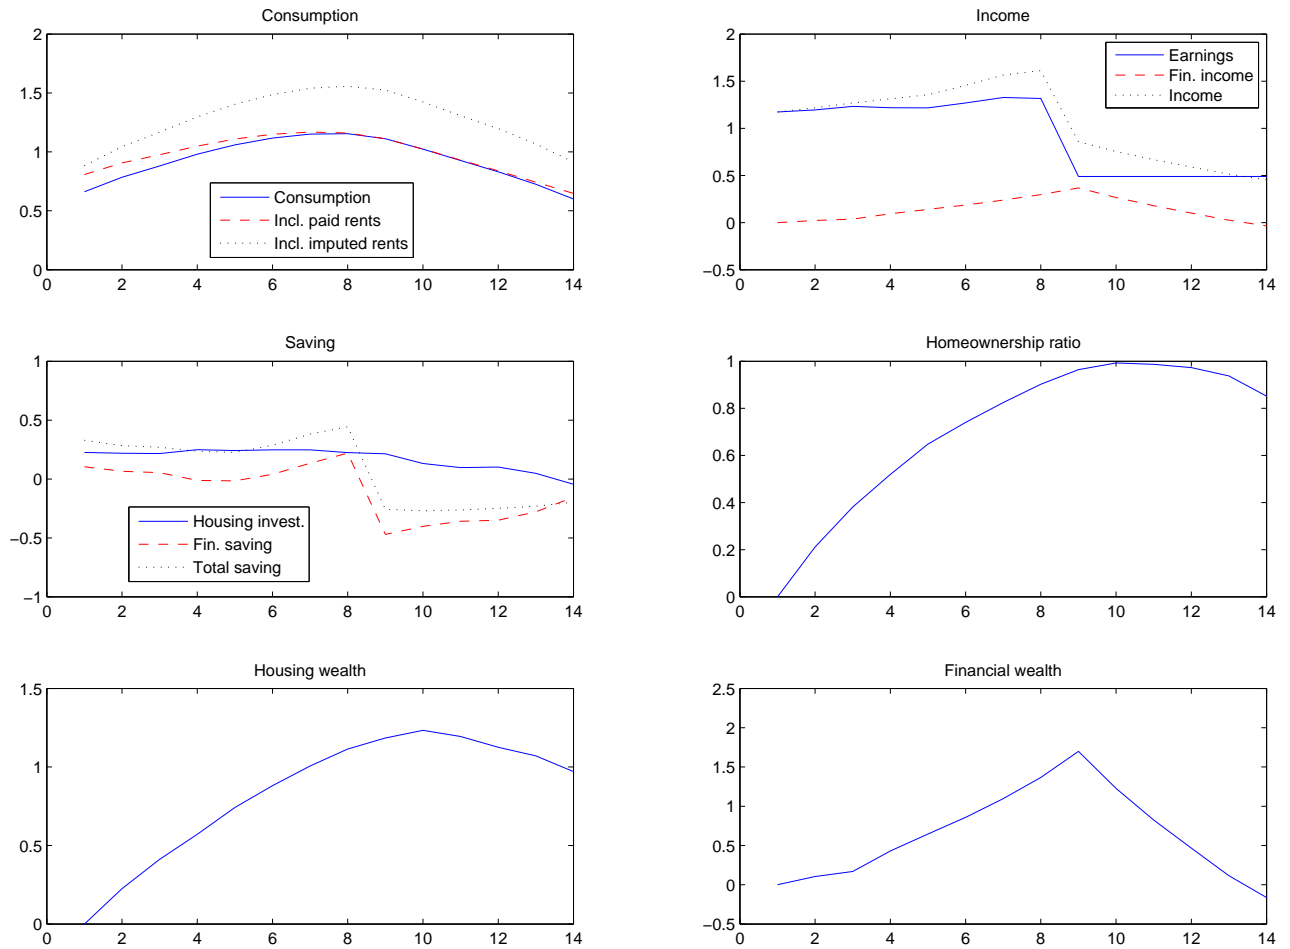 Consumption
2
1.5
1
0.5
0
0 2 4 6 8 10 12 14
Consumption
Incl. paid rents
Incl. imputed rents
Income
2
1.5
1
0.5
0
−0.5
0 2 4 6 8 10 12 14
Earnings
Fin. income
Income
Saving
1
0.5
0
−0.5
−1
0 2 4 6 8 10 12 14
Housing invest.
Fin. saving
Total saving
Homeownership ratio
1
0.8
0.6
0.4
0.2
0
0 2 4 6 8 10 12 14
Housing wealth
1.5
1
0.5
0
0 2 4 6 8 10 12 14
Financial wealth
2.5
2
1.5
1
0.5
0
−0.5
0 2 4 6 8 10 12 14